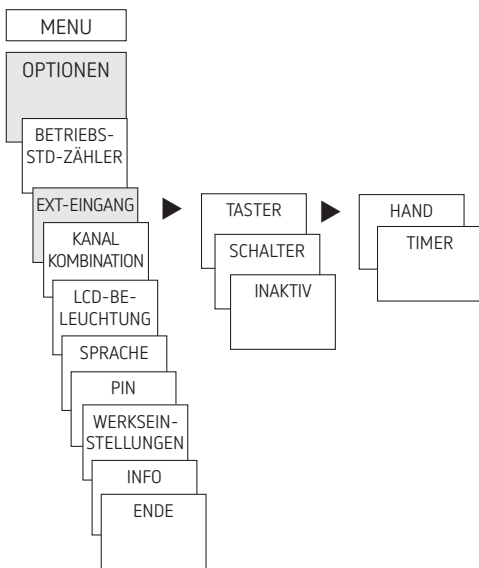 MENU
OPTIONEN
BETRIEBS-
STD-ZÄHLER
EXT-EINGANG
KANAL
KOMBINATION
LCD-BE-
LEUCHTUNG
SPRACHE
PIN
WERKSEIN-
STELLUNGEN
INFO
ENDE
TASTER
SCHALTER
INAKTIV
HAND
TIMER